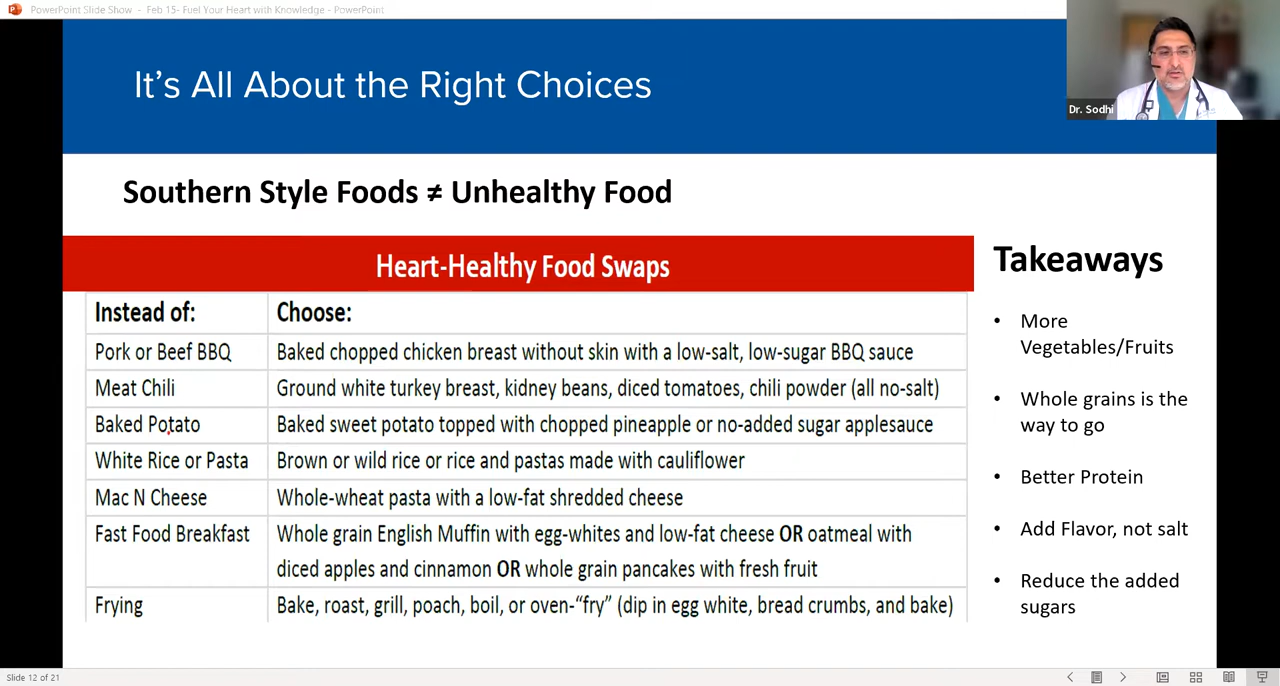 PowerPoint Slide Show - Feb 15- Fuel Your Heart with Knowledge - PowerPoint
It's All About the Right Choices
Dr. Sodhi
Southern Style Foods ≠ Unhealthy Food
Heart-Healthy Food Swaps
Instead of: Choose:
Pork or Beef BBQ Baked chopped chicken breast without skin with a low-salt, low-sugar BBQ sauce
Meat Chili Ground white turkey breast, kidney beans, diced tomatoes, chili powder (all no-salt)
Baked Potato Baked sweet potato topped with chopped pineapple or no-added sugar applesauce
White Rice or Pasta Brown or wild rice or rice and pastas made with cauliflower
Mac N Cheese Whole-wheat pasta with a low-fat shredded cheese
Fast Food Breakfast Whole grain English Muffin with egg-whites and low-fat cheese OR oatmeal with
diced apples and cinnamon OR whole grain pancakes with fresh fruit
Frying Bake, roast, grill, poach, boil, or oven-“fry” (dip in egg white, bread crumbs, and bake)
Takeaways
• More
Vegetables/Fruits
• Whole grains is the
way to go
• Better Protein
• Add Flavor, not salt
• Reduce the added
sugars
Slide 12 of 21